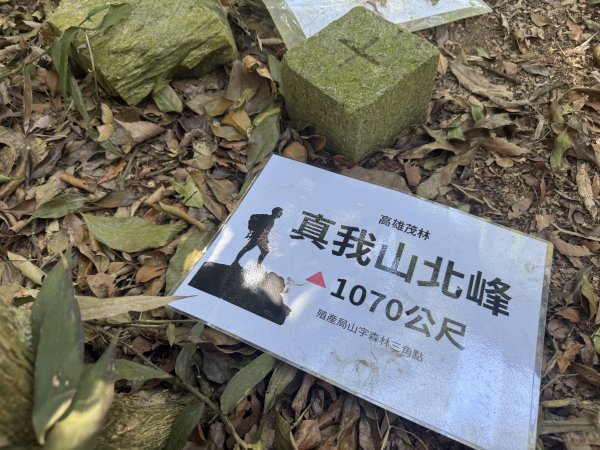 高雄茂林
真我山北峰
▲1070公尺
殖產局山字森林三角點